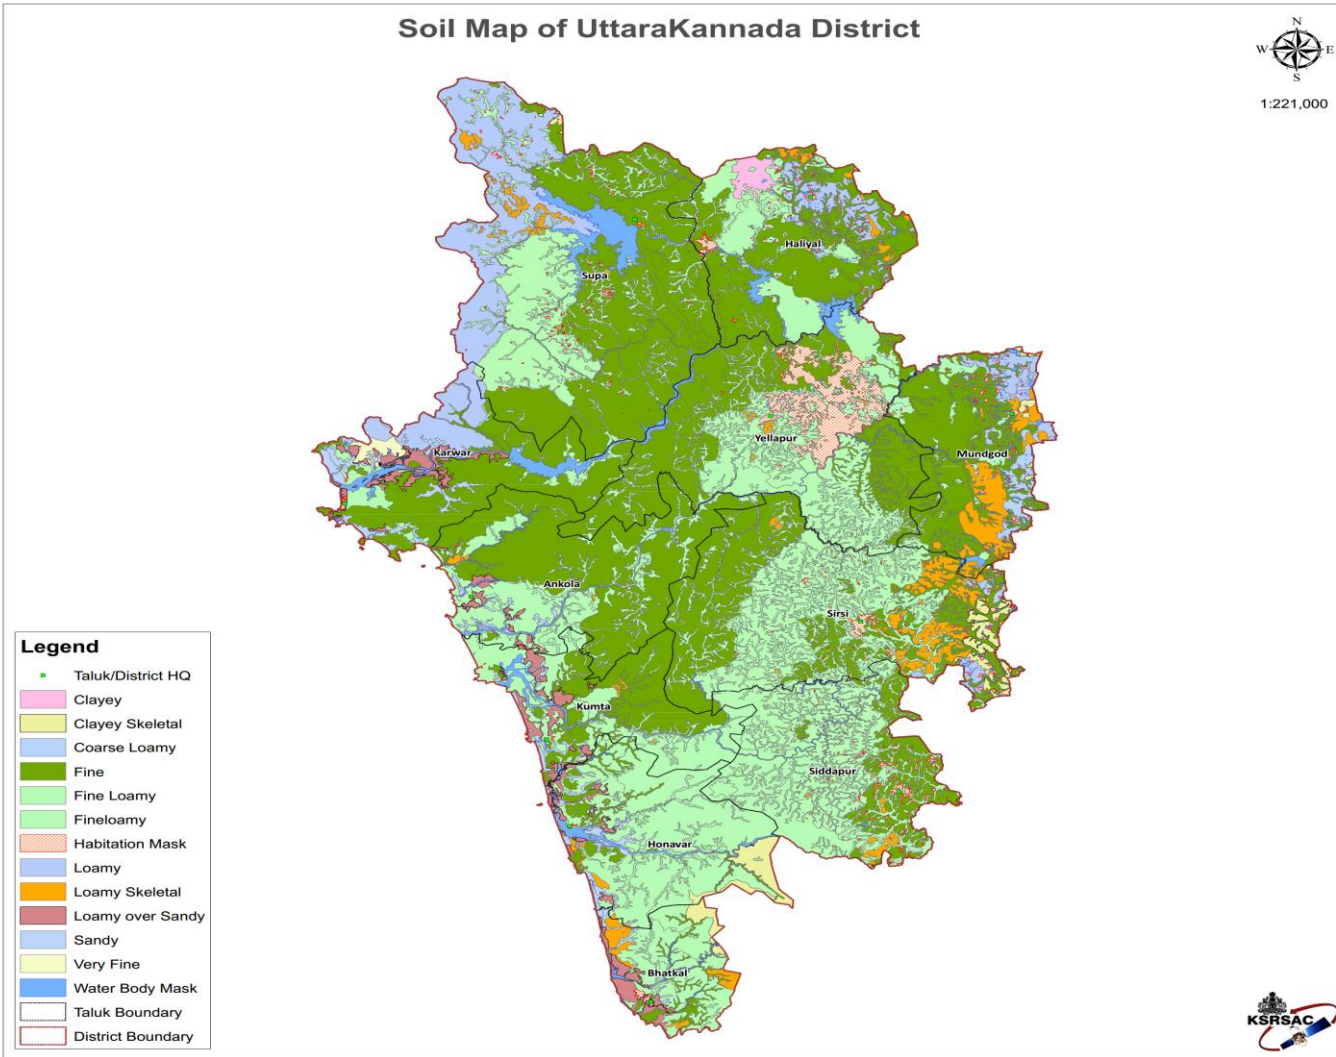 Soil Map of UttaraKannada District
N
W E
S
1:221,000
Haliyal
Supa
Yellapur
Karwar
Mundgod
Ankola
Sirsi
Kumta
Siddapur
Honavar
Bhatkal
Legend
Taluk/District HQ
Clayey
Clayey Skeletal
Coarse Loamy
Fine
Fine Loamy
Fineloamy
Habitation Mask
Loamy
Loamy Skeletal
Loamy over Sandy
Sandy
Very Fine
Water Body Mask
Taluk Boundary
District Boundary
KSRSAC